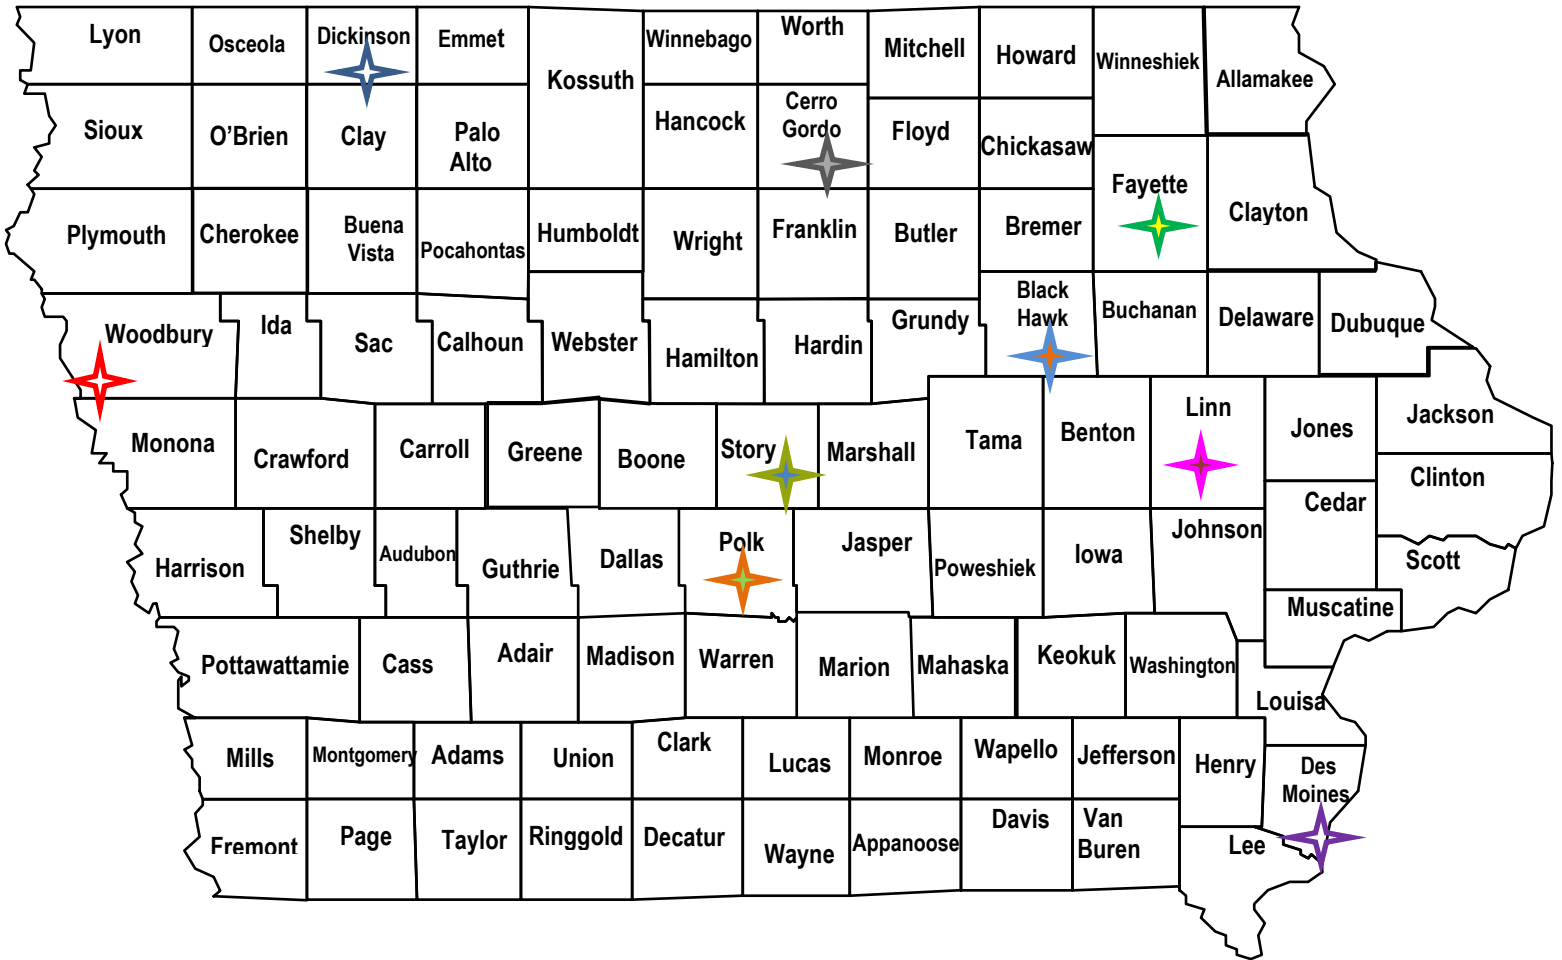 Lyon
Osceola
Dickinson
Emmet
Kossuth
Winnebago
Worth
Mitchell
Howard
Winneshiek
Allamakee
Sioux
O'Brien
Clay
Palo
Alto
Hancock
Cerro
Gordo
Floyd
Chickasaw
Fayette
Clayton
Plymouth
Cherokee
Buena
Vista
Pocahontas
Humboldt
Wright
Franklin
Butler
Bremer
Woodbury
Ida
Sac
Calhoun
Webster
Hamilton
Hardin
Grundy
Black
Hawk
Buchanan
Delaware
Dubuque
Monona
Crawford
Carroll
Greene
Boone
Story
Marshall
Tama
Benton
Linn
Jones
Jackson
Clinton
Cedar
Harrison
Shelby
Audubon
Guthrie
Dallas
Polk
Jasper
Poweshiek
Iowa
Johnson
Scott
Muscatine
Pottawattamie
Cass
Adair
Madison
Warren
Marion
Mahaska
Keokuk
Washington
Louisa
Mills
Montgomery
Adams
Union
Clark
Lucas
Monroe
Wapello
Jefferson
Henry
Des
Moines
Fremont
Page
Taylor
Ringgold
Decatur
Wayne
Appanoose
Davis
Van
Buren
Lee